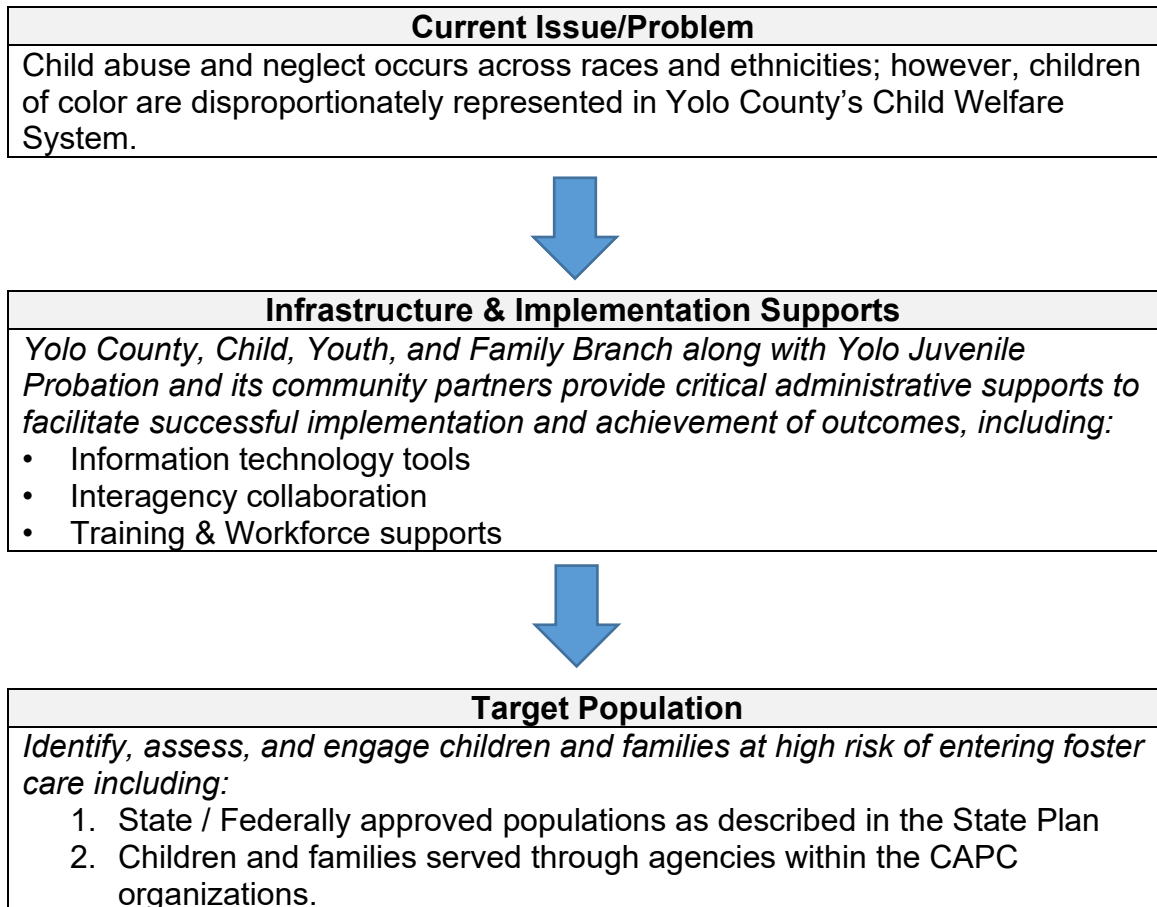 Current Issue/Problem
Child abuse and neglect occurs across races and ethnicities; however, children
of color are disproportionately represented in Yolo County’s Child Welfare
System.
Infrastructure & Implementation Supports
Yolo County, Child, Youth, and Family Branch along with Yolo Juvenile
Probation and its community partners provide critical administrative supports to
facilitate successful implementation and achievement of outcomes, including:
• Information technology tools
• Interagency collaboration
• Training & Workforce supports
Target Population
Identify, assess, and engage children and families at high risk of entering foster
care including:
1. State / Federally approved populations as described in the State Plan
2. Children and families served through agencies within the CAPC
organizations.